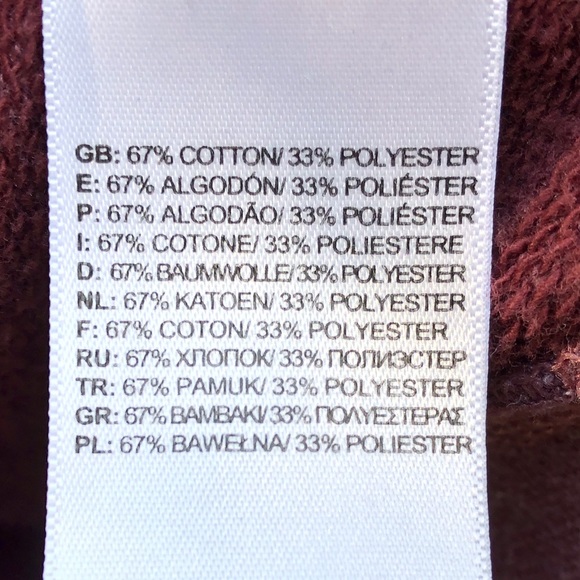 GB: 67% COTTON/ 33% POLYESTER
E: 67% ALGODÓN/ 33% POLIÉSTER
P: 67% ALGODÃO/ 33% POLIÉSTER
I: 67% COTONE/ 33% POLIESTERE
D: 67% BAUMWOLLE/ 33% POLYESTER
NL: 67% KATOEN/ 33% POLYESTER
F: 67% COTON/ 33% POLYESTER
RU: 67% ХЛОПОК/ 33% ПОЛИЭСТЕР
TR: 67% PAMUK/ 33% POLYESTER
GR: 67% ΒΑΜΒΑΚΙ/ 33% ΠΟΛΥΕΣΤΕΡΑΣ
PL: 67% BAWEŁNA/ 33% POLIESTER